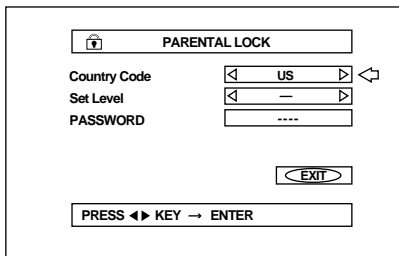 PARENTAL LOCK
Country Code US
Set Level —
PASSWORD ----
EXIT
PRESS ◀▶ KEY → ENTER